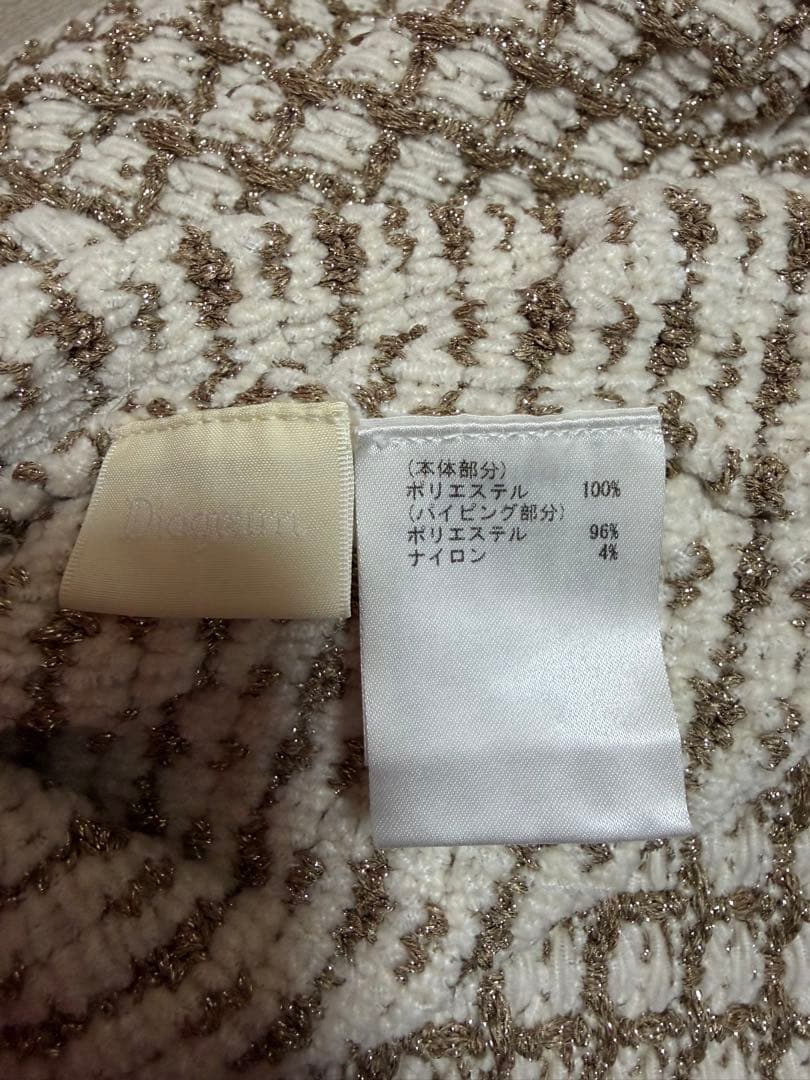 Diagram
(本体部分)
ポリエステル 100%
(パイピング部分)
ポリエステル 96%
ナイロン 4%